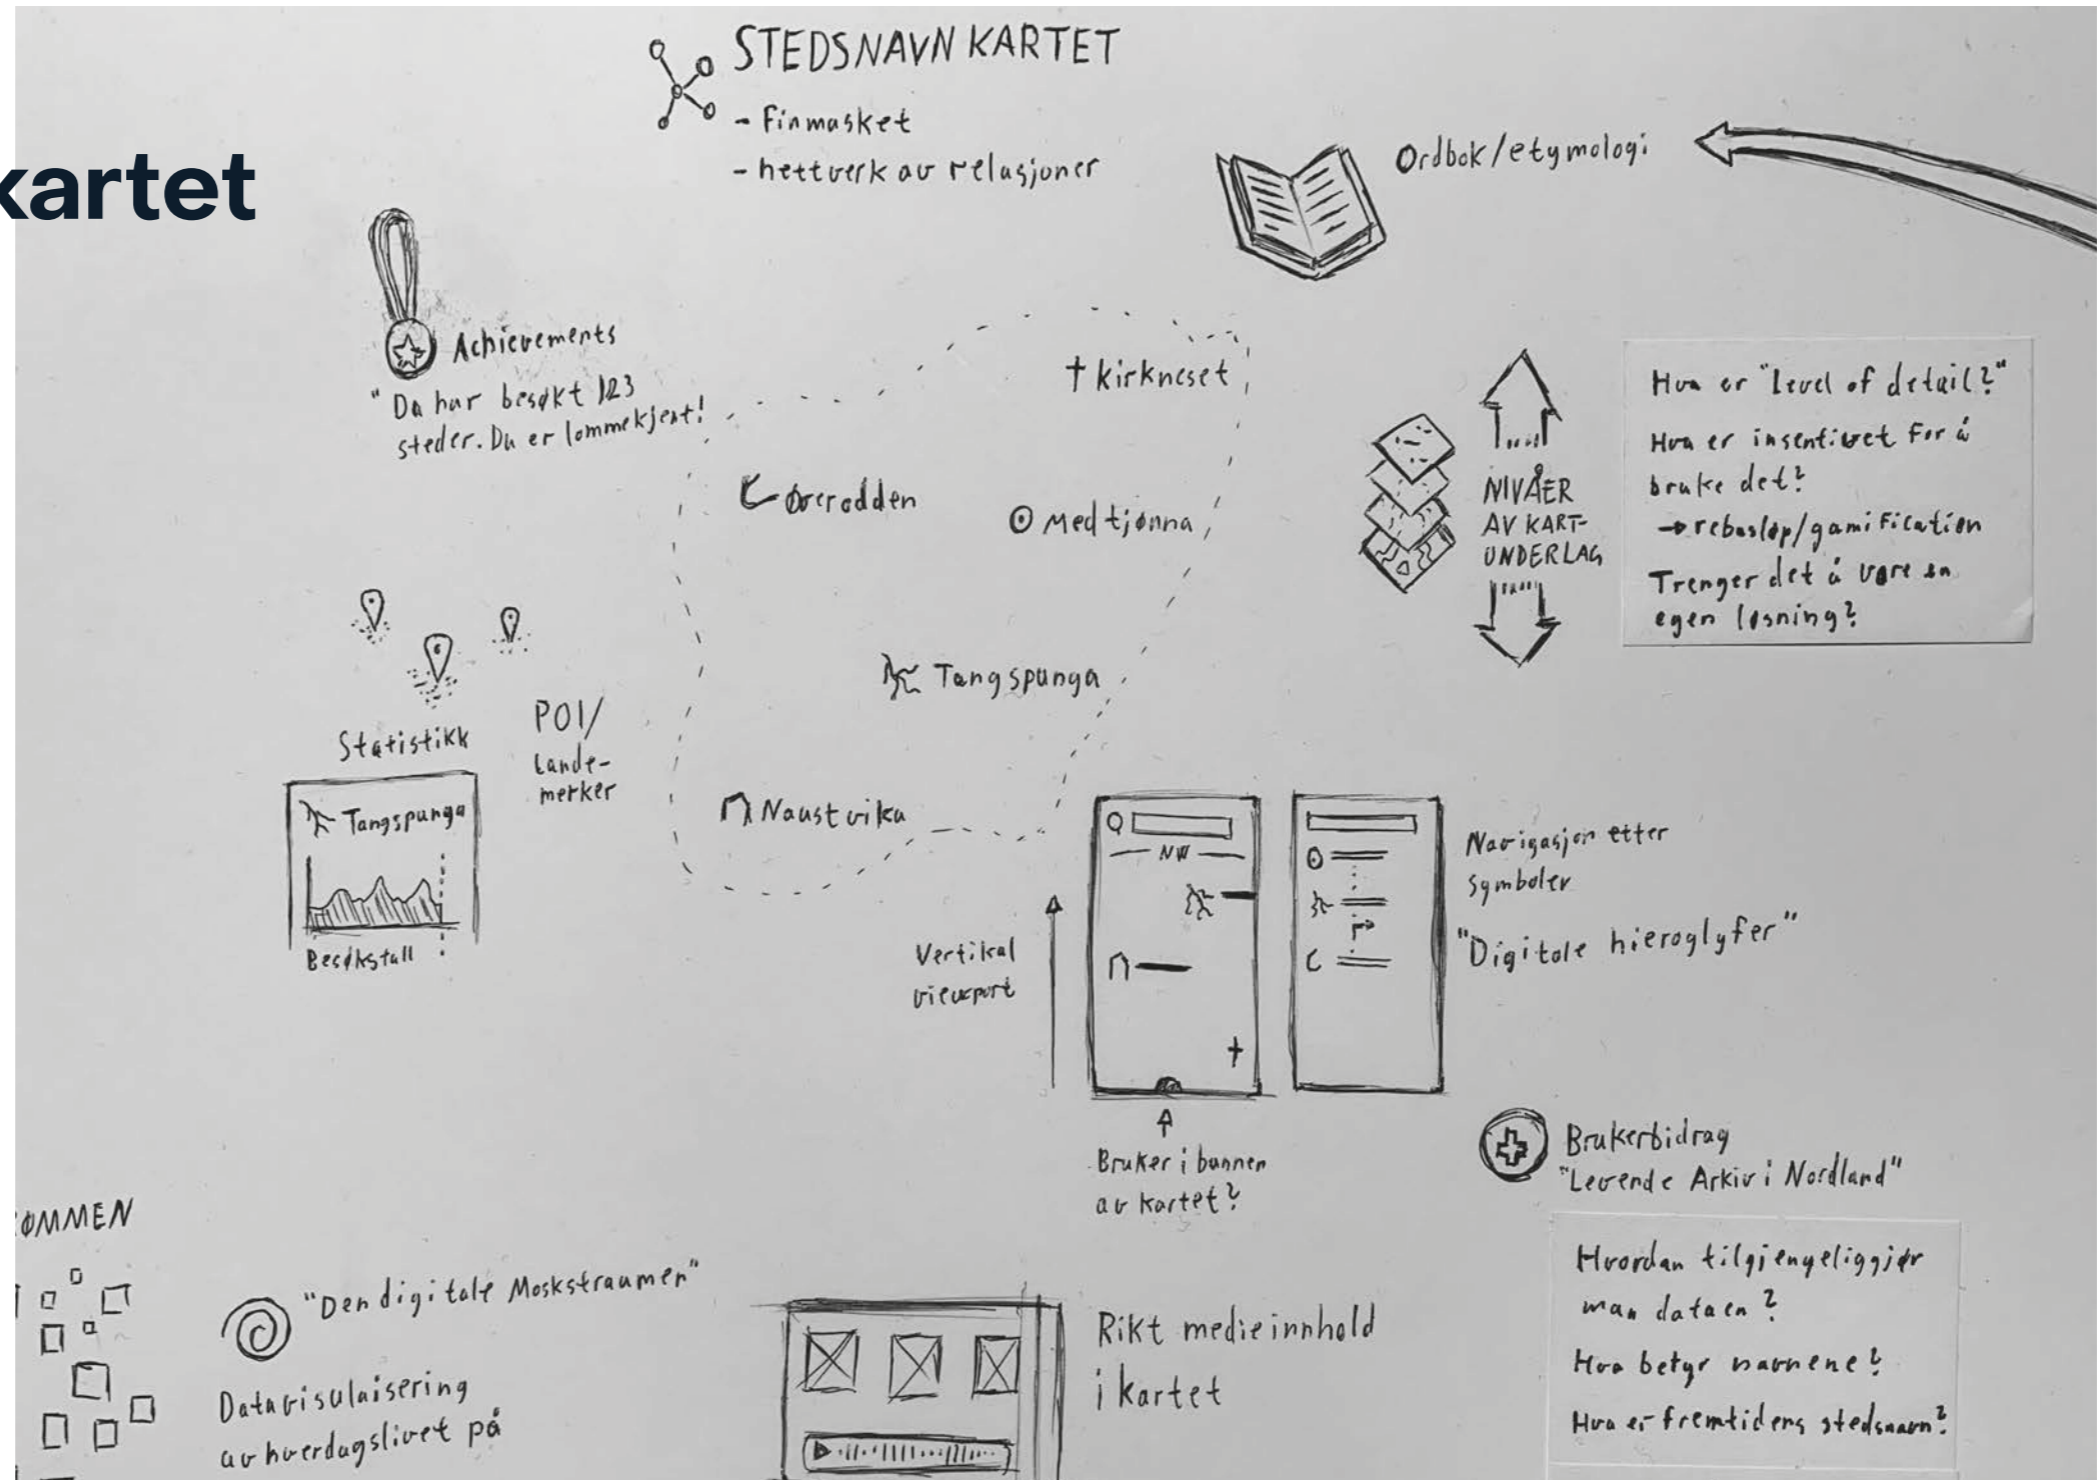 kartet
STEDSNAVNKARTET
- Finmasket
- nettverk av relasjoner
Ordbok/etymologi
Achievements
"Du har besøkt 123
steder. Du er lommekjent!
† Kirkneset
Hva er "Level of detail?"
Hva er insentivet for å
bruke det?
→ rebusløp/gamification
Trenger det å være en
egen løsning?
NIVÅER
AV KART-
UNDERLAG
Ørerodden
Medtjønna
Tangspunga
Naustvika
POI/
Lande-
merker
Statistikk
Tangspunga
Besøkstall
NW
Vertikal
viewport
Navigasjon etter
symboler
"Digitale hieroglyfer"
Bruker i bunnen
av kartet?
Brukerbidrag
"Levende Arkiv i Nordland"
Hvordan tilgjengeliggjør
man dataen?
Hva betyr navnene?
Hva er fremtidens stedsnavn?
ØMMEN
"Den digitale Moskstraumen"
Datavisulaisering
av hverdagslivet på
Rikt medieinnhold
i kartet